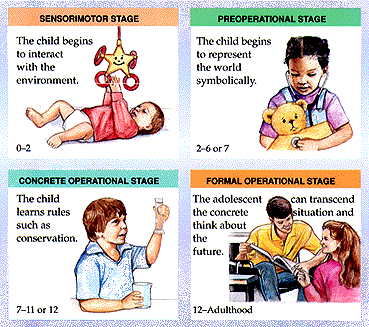 SENSORIMOTOR STAGE
The child begins
to interact
with the
environment.
0–2
PREOPERATIONAL STAGE
The child begins
to represent
the world
symbolically.
2–6 or 7
CONCRETE OPERATIONAL STAGE
The child
learns rules
such as
conservation.
7–11 or 12
FORMAL OPERATIONAL STAGE
The adolescent can transcend
the concrete situation and
think about
the
future.
12–Adulthood